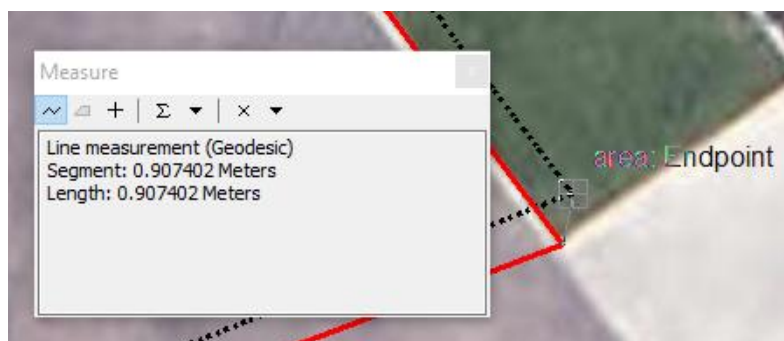 Measure
Line measurement (Geodesic)
Segment: 0.907402 Meters
Length: 0.907402 Meters
area: Endpoint